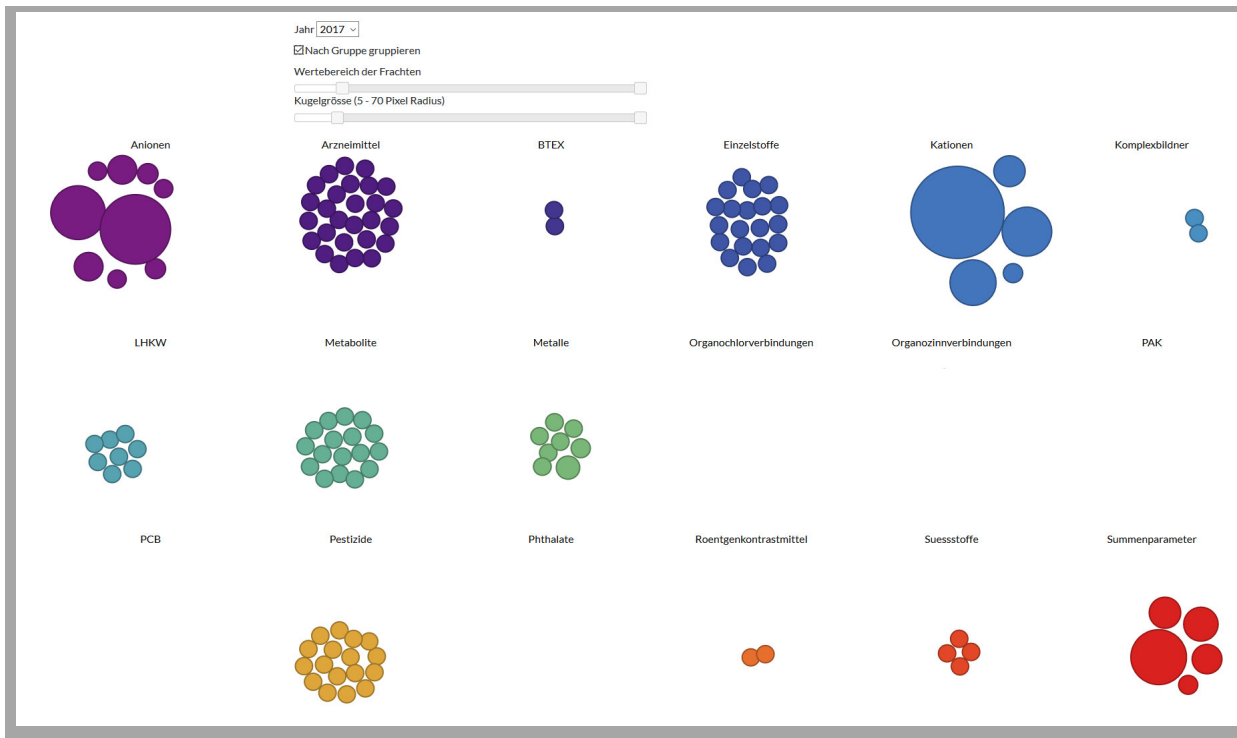 Jahr 2017
Nach Gruppe gruppieren
Wertebereich der Frachten
Kugelgrösse (5 - 70 Pixel Radius)
Anionen Arzneimittel BTEX Einzelstoffe Kationen Komplexbildner
LHKW Metabolite Metalle Organochlorverbindungen Organozinnverbindungen PAK
PCB Pestizide Phthalate Roentgenkontrastmittel Suessstoffe Summenparameter